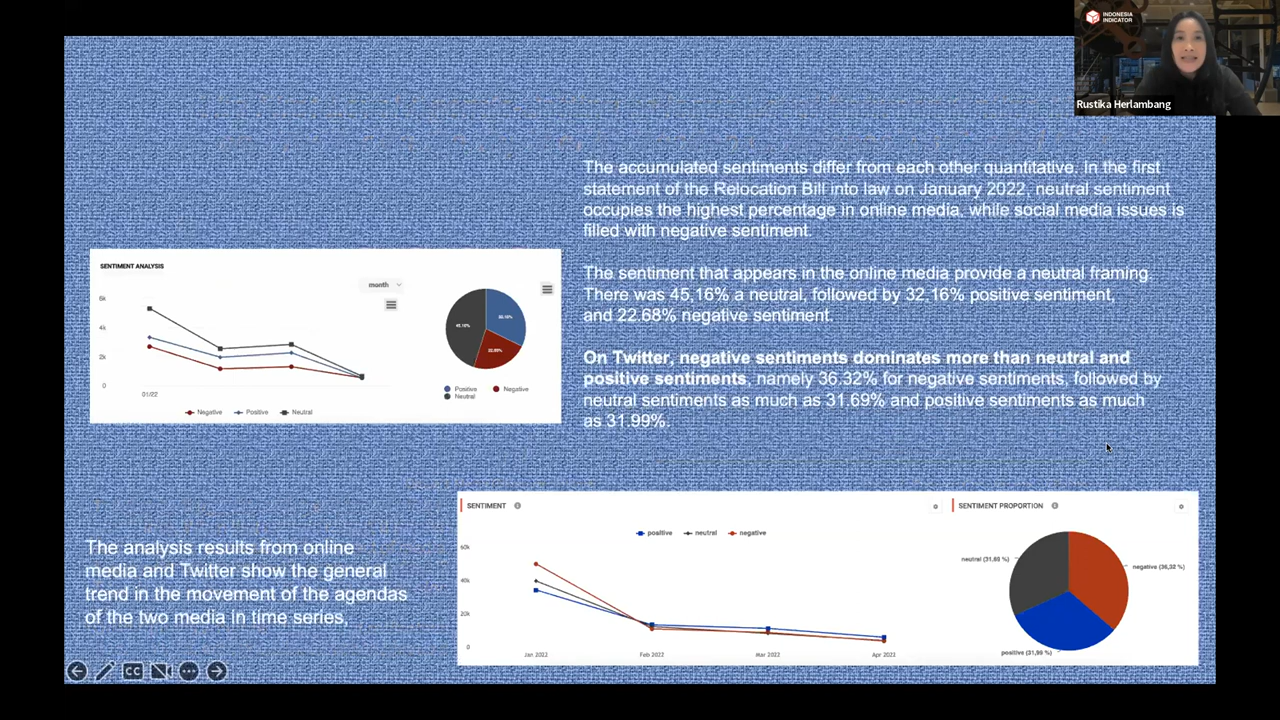 INDONESIA
INDICATOR
Rustika Herlambang
The accumulated sentiments differ from each other quantitative. In the first
statement of the Relocation Bill into law on January 2022, neutral sentiment
occupies the highest percentage in online media, while social media issues is
filled with negative sentiment.
The sentiment that appears in the online media provide a neutral framing.
There was 45.16% a neutral, followed by 32.16% positive sentiment,
and 22.68% negative sentiment.
On Twitter, negative sentiments dominates more than neutral and
positive sentiments, namely 36.32% for negative sentiments, followed by
neutral sentiments as much as 31.69% and positive sentiments as much
as 31.99%.
SENTIMENT ANALYSIS
month
6k
4k
2k
0
01/22
Negative
Positive
Neutral
45.16%
Positive
Negative
Neutral
The analysis results from online
media and Twitter show the general
trend in the movement of the agendas
of the two media in time series,
SENTIMENT
positive
neutral
negative
60k
40k
20k
0
Jan 2022
Feb 2022
Mar 2022
Apr 2022
SENTIMENT PROPORTION
neutral
negative (36,32 %)
positive (31,99 %)
CC